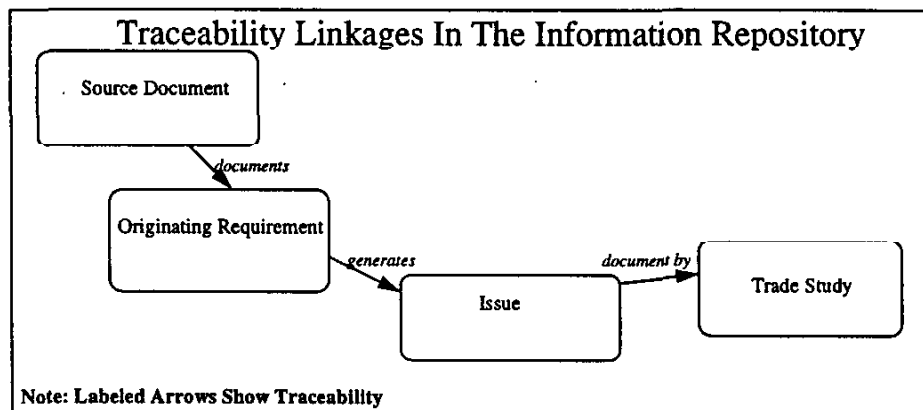 Traceability Linkages In The Information Repository
Source Document
documents
Originating Requirement
generates
document by
Issue
Trade Study
Note: Labeled Arrows Show Traceability